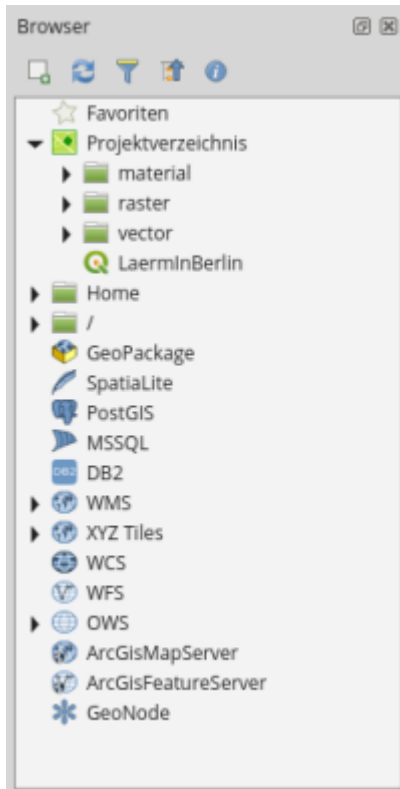 Browser
Favoriten
Projektverzeichnis
material
raster
vector
LaermInBerlin
Home
/
GeoPackage
SpatiaLite
PostGIS
MSSQL
DB2
DB2
WMS
XYZ Tiles
WCS
WFS
OWS
ArcGisMapServer
ArcGisFeatureServer
GeoNode